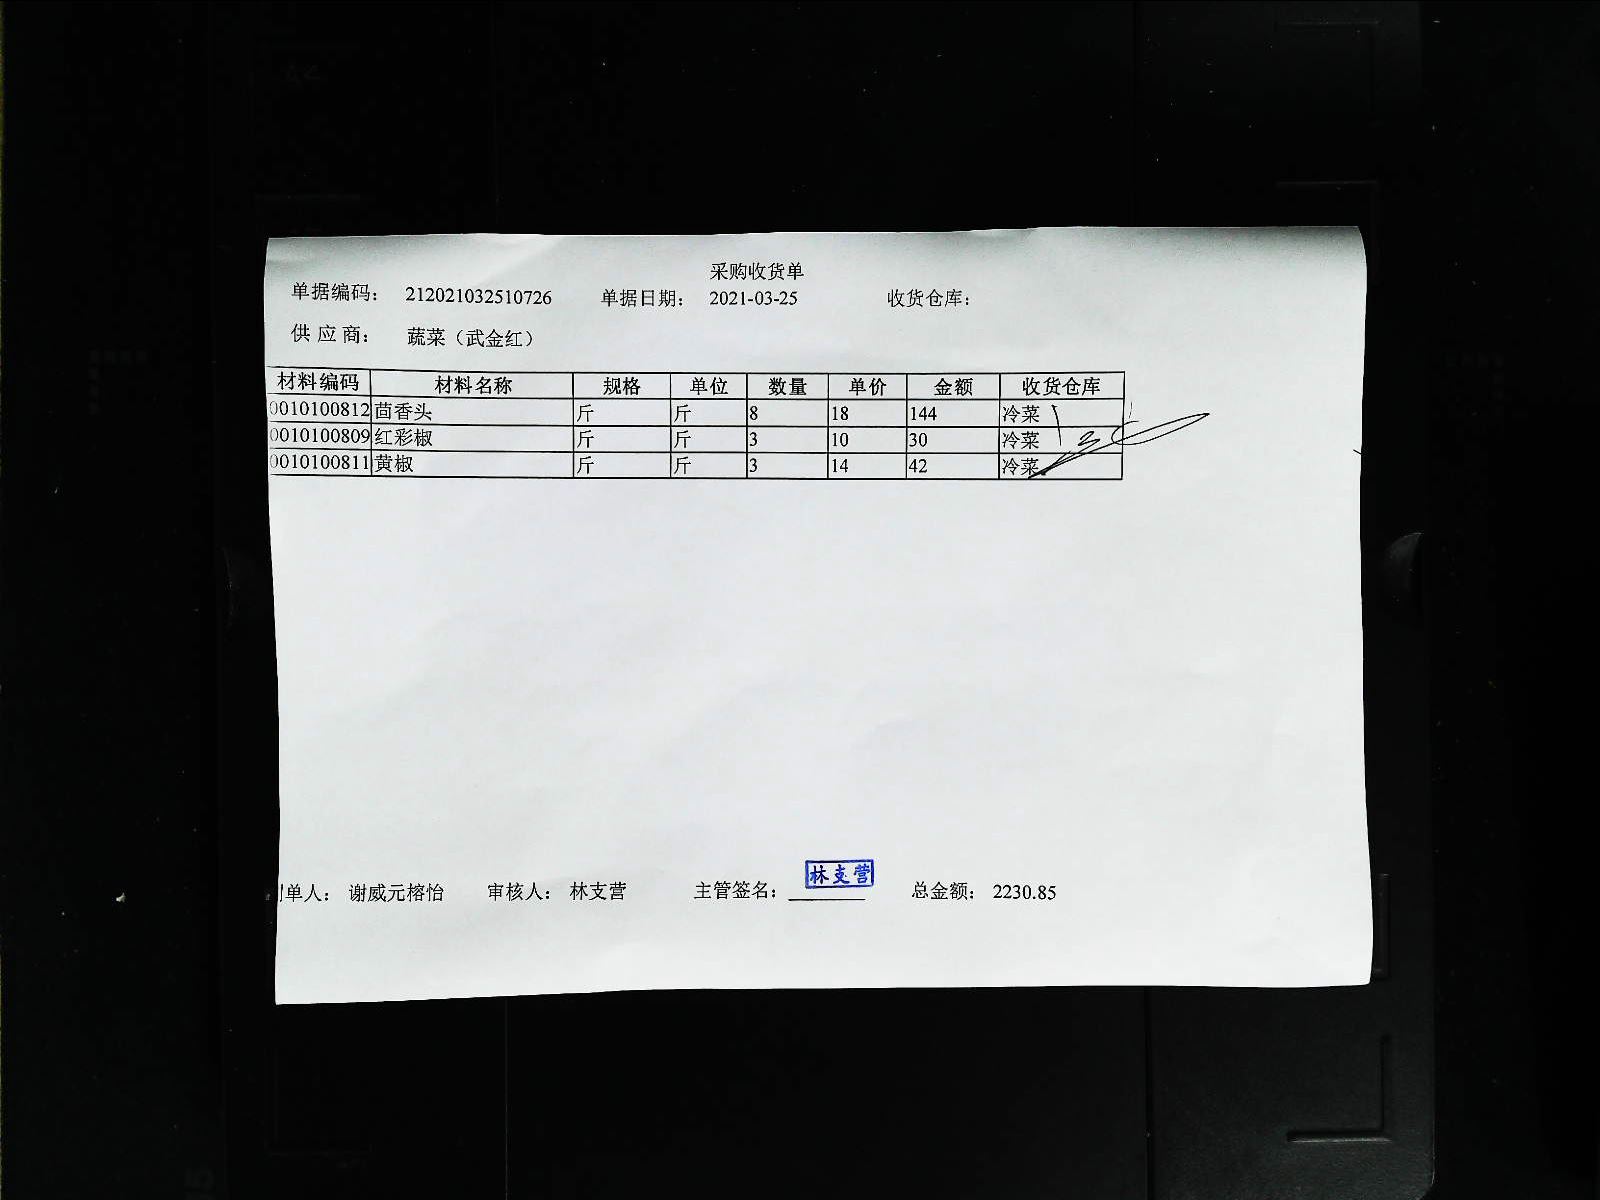 采购收货单
单据编码： 212021032510726 单据日期： 2021-03-25 收货仓库：
供 应 商： 蔬菜（武金红）
材料编码 材料名称 规格 单位 数量 单价 金额 收货仓库
0010100812 茴香头 斤 斤 8 18 144 冷菜
0010100809 红彩椒 斤 斤 3 10 30 冷菜
0010100811 黄椒 斤 斤 3 14 42 冷菜
林支营
单人： 谢威元榕怡 审核人： 林支营 主管签名： 总金额： 2230.85